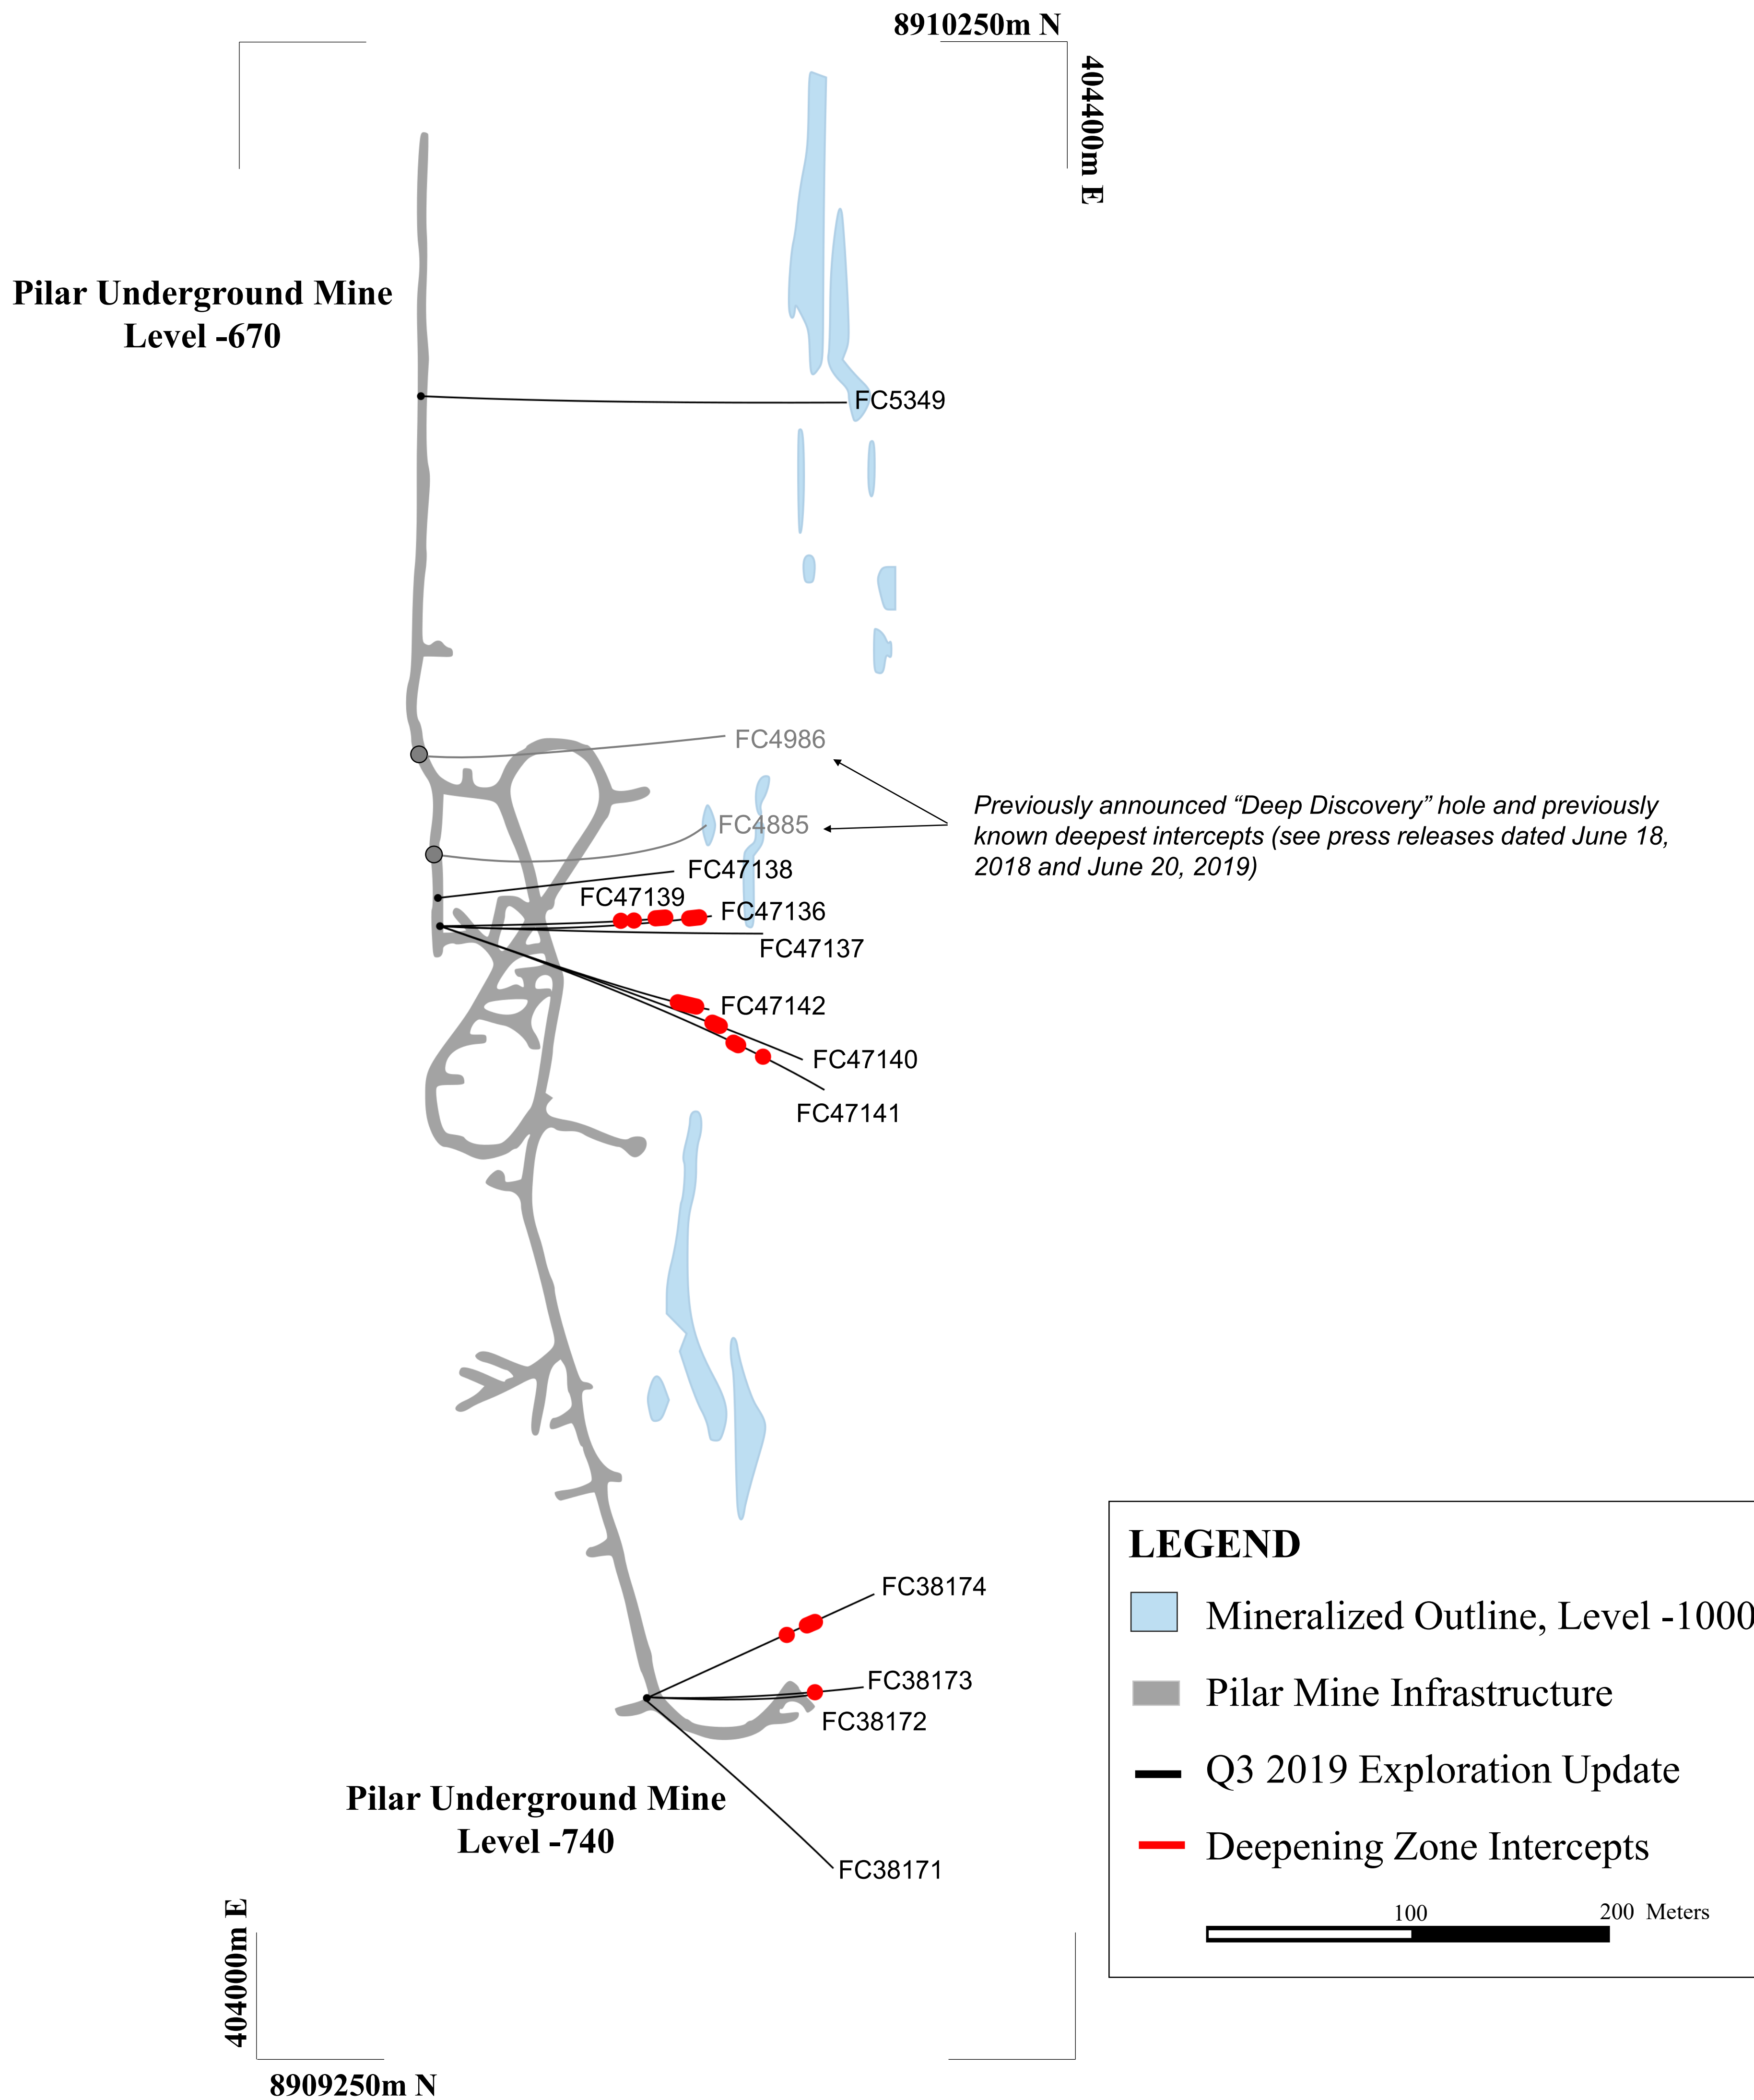 8910250m N
404400m E
Pilar Underground Mine
Level -670
FC5349
FC4986
FC4885
Previously announced “Deep Discovery” hole and previously
known deepest intercepts (see press releases dated June 18,
2018 and June 20, 2019)
FC47138
FC47139
FC47136
FC47137
FC47142
FC47140
FC47141
FC38174
FC38173
FC38172
FC38171
Pilar Underground Mine
Level -740
LEGEND
Mineralized Outline, Level -1000
Pilar Mine Infrastructure
Q3 2019 Exploration Update
Deepening Zone Intercepts
100
200 Meters
404000m E
8909250m N